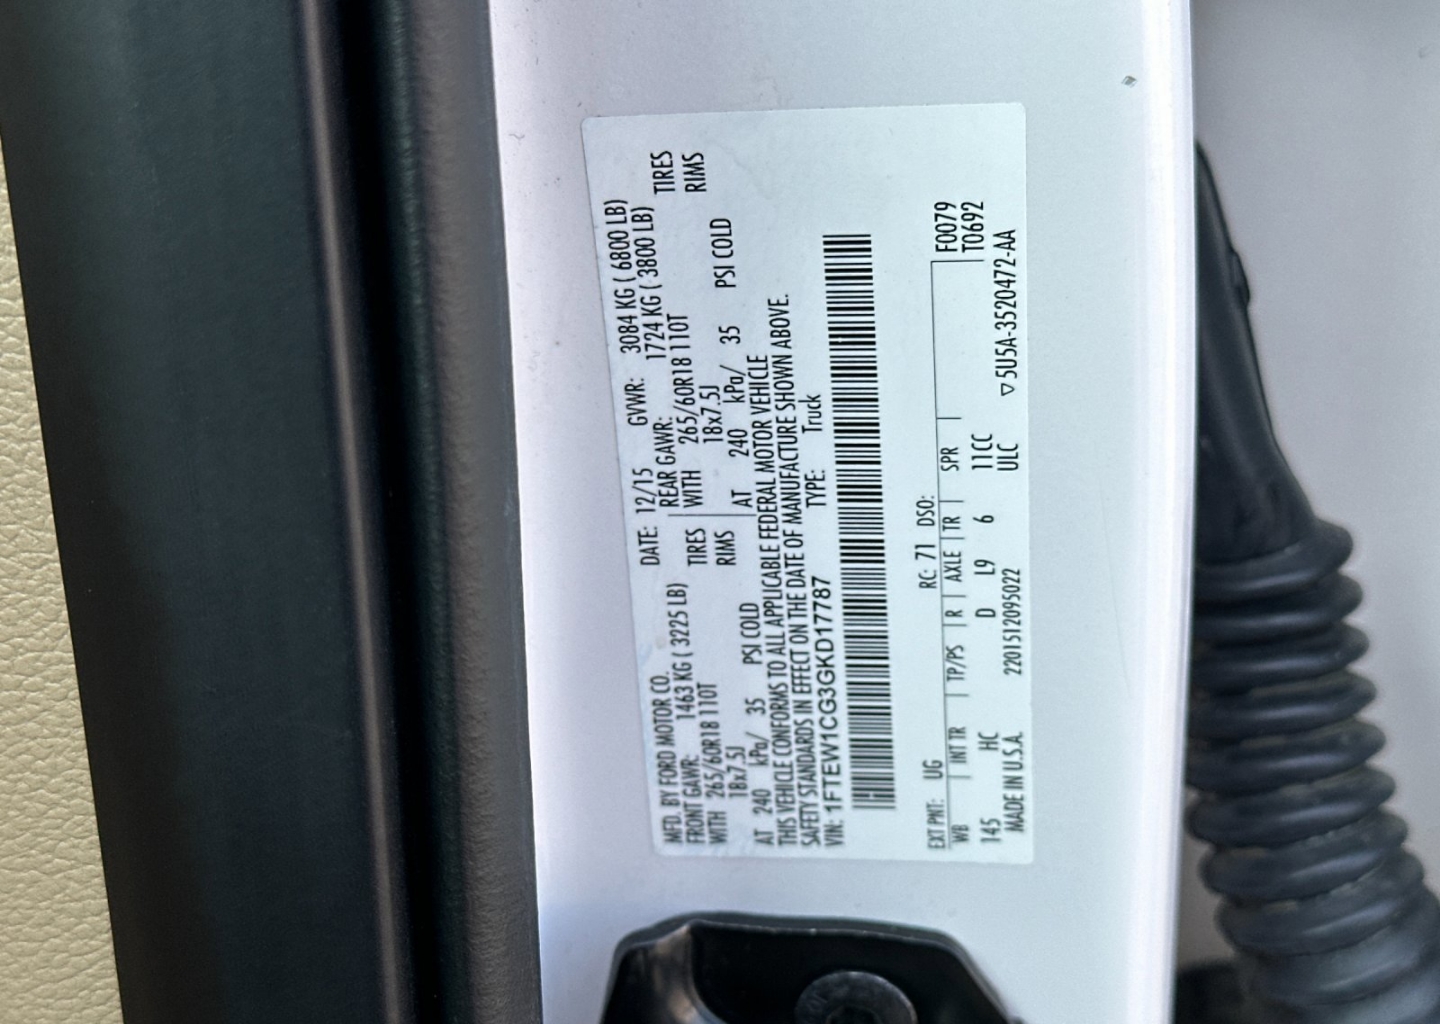 MFD. BY FORD MOTOR CO. DATE: 12/15 GVWR: 3084 KG ( 6800 LB)
FRONT GAWR: 1463 KG ( 3225 LB) REAR GAWR: 1724 KG ( 3800 LB)
WITH 265/60R18 110T TIRES WITH 265/60R18 110T TIRES
18x7.5J RIMS 18x7.5J RIMS
AT 240 kPa/ 35 PSI COLD AT 240 kPa/ 35 PSI COLD
THIS VEHICLE CONFORMS TO ALL APPLICABLE FEDERAL MOTOR VEHICLE
SAFETY STANDARDS IN EFFECT ON THE DATE OF MANUFACTURE SHOWN ABOVE.
VIN: 1FTEW1CG3GKD17787 TYPE: Truck
EXT PNT: UG RC: 71 DSO: F0079
WB INT TR TP/PS R AXLE TR SPR T0692
145 HC D L9 6 11CC
MADE IN U.S.A. 2201512095022 ULC ▽5U5A-3520472-AA